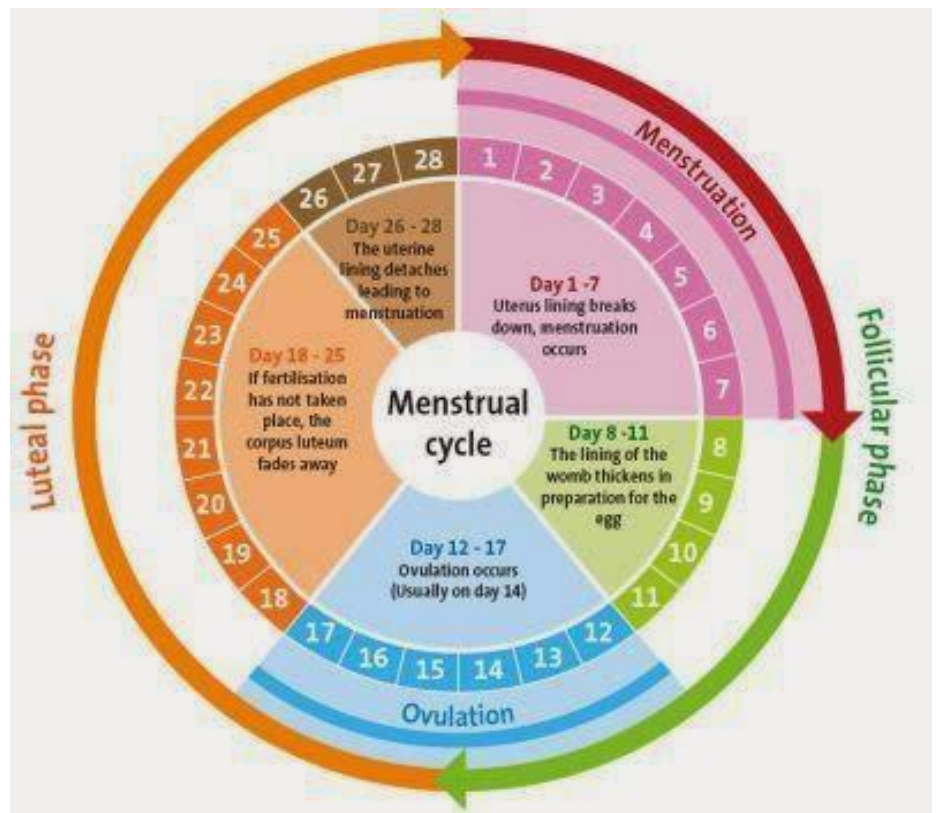 Menstrual
cycle
Menstruation
Follicular phase
Luteal phase
Ovulation
1
2
3
4
5
6
7
8
9
10
11
12
13
14
15
16
17
18
19
20
21
22
23
24
25
26
27
28
Day 1 -7
Uterus lining breaks
down, menstruation
occurs
Day 8 -11
The lining of the
womb thickens in
preparation for the
egg
Day 12 - 17
Ovulation occurs
(Usually on day 14)
Day 18 - 25
If fertilisation
has not taken
place, the
corpus luteum
fades away
Day 26 - 28
The uterine
lining detaches
leading to
menstruation